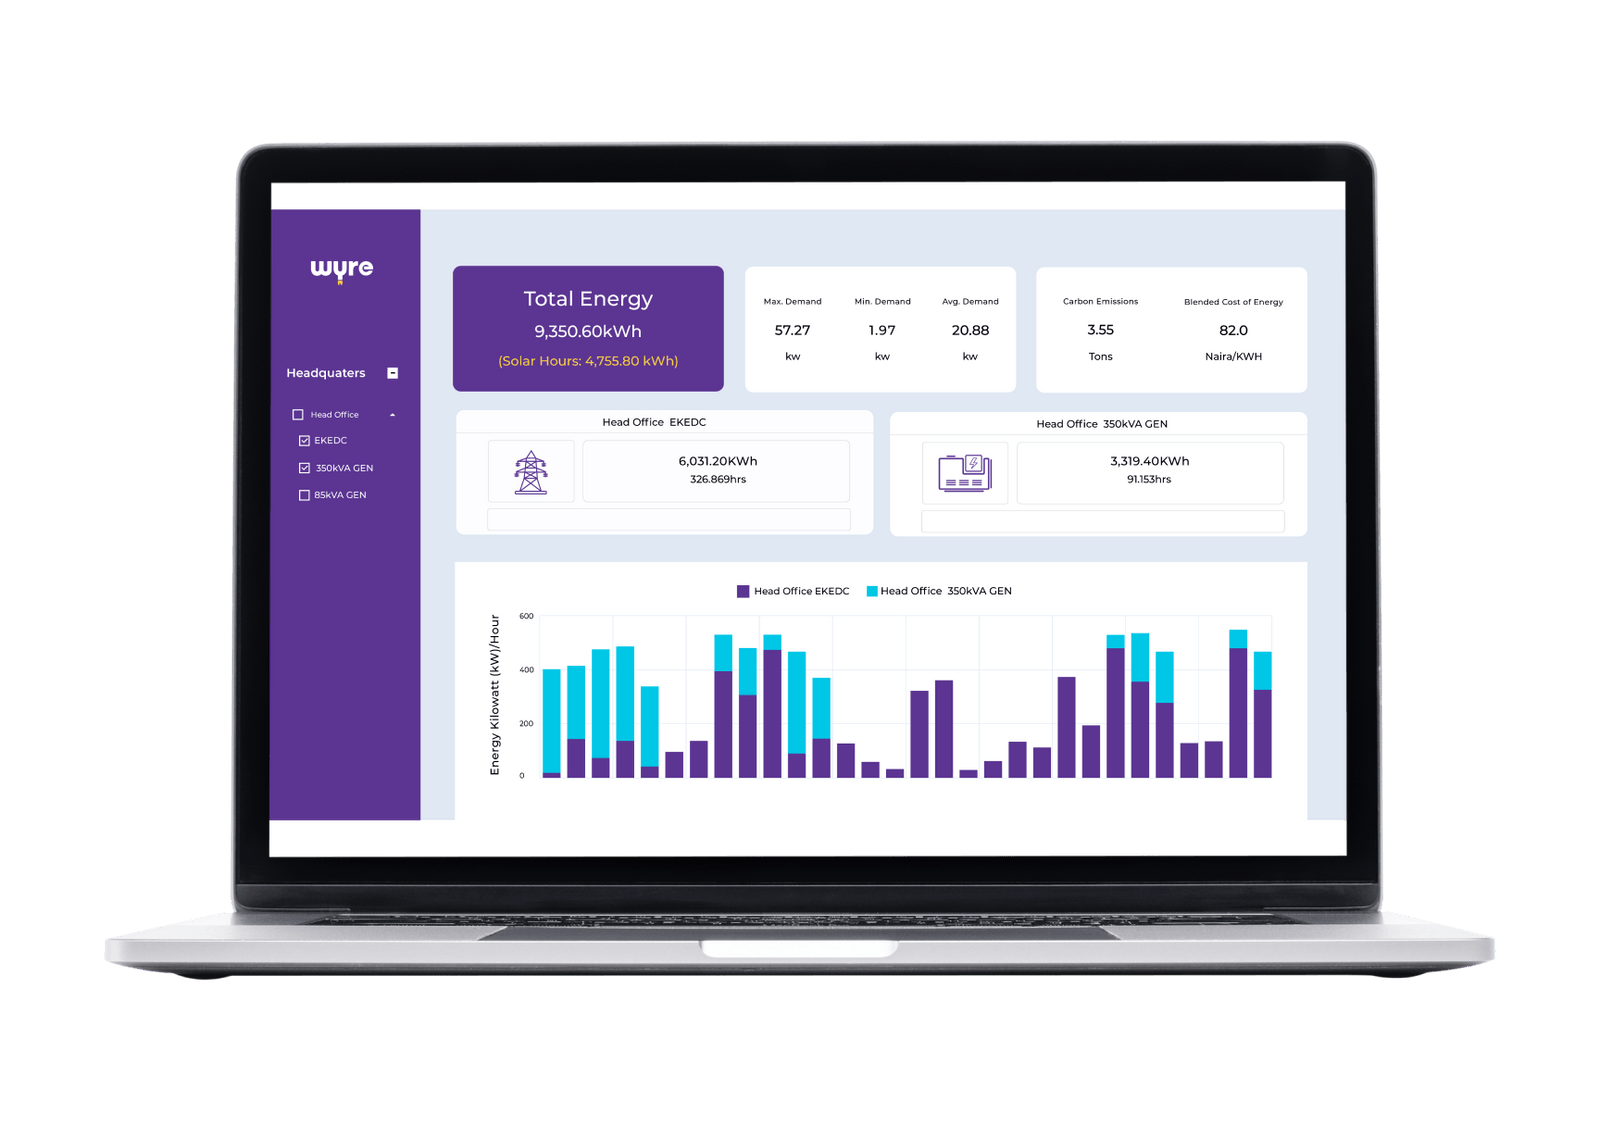 wyre
Headquaters
Head Office
EKEDC
350kVA GEN
85kVA GEN
Total Energy
9,350.60kWh
(Solar Hours: 4,755.80 kWh)
Max. Demand Min. Demand Avg. Demand
57.27 1.97 20.88
kw kw kw
Carbon Emissions Blended Cost of Energy
3.55 82.0
Tons Naira/KWH
Head Office EKEDC
6,031.20KWh
326.869hrs
Head Office 350kVA GEN
3,319.40KWh
91.153hrs
Head Office EKEDC Head Office 350kVA GEN
Energy Kilowatt (kW)/Hour
600
400
200
0